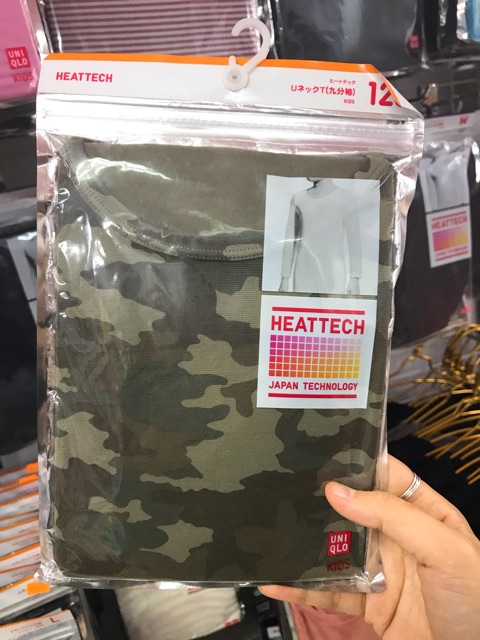 UNI
QLO
KIDS
HEATTECH
ヒートテック
UネックT(九分袖)
KIDS
12
HEATTECH
JAPAN TECHNOLOGY
UNI
QLO
KIDS
HEATTECH
L